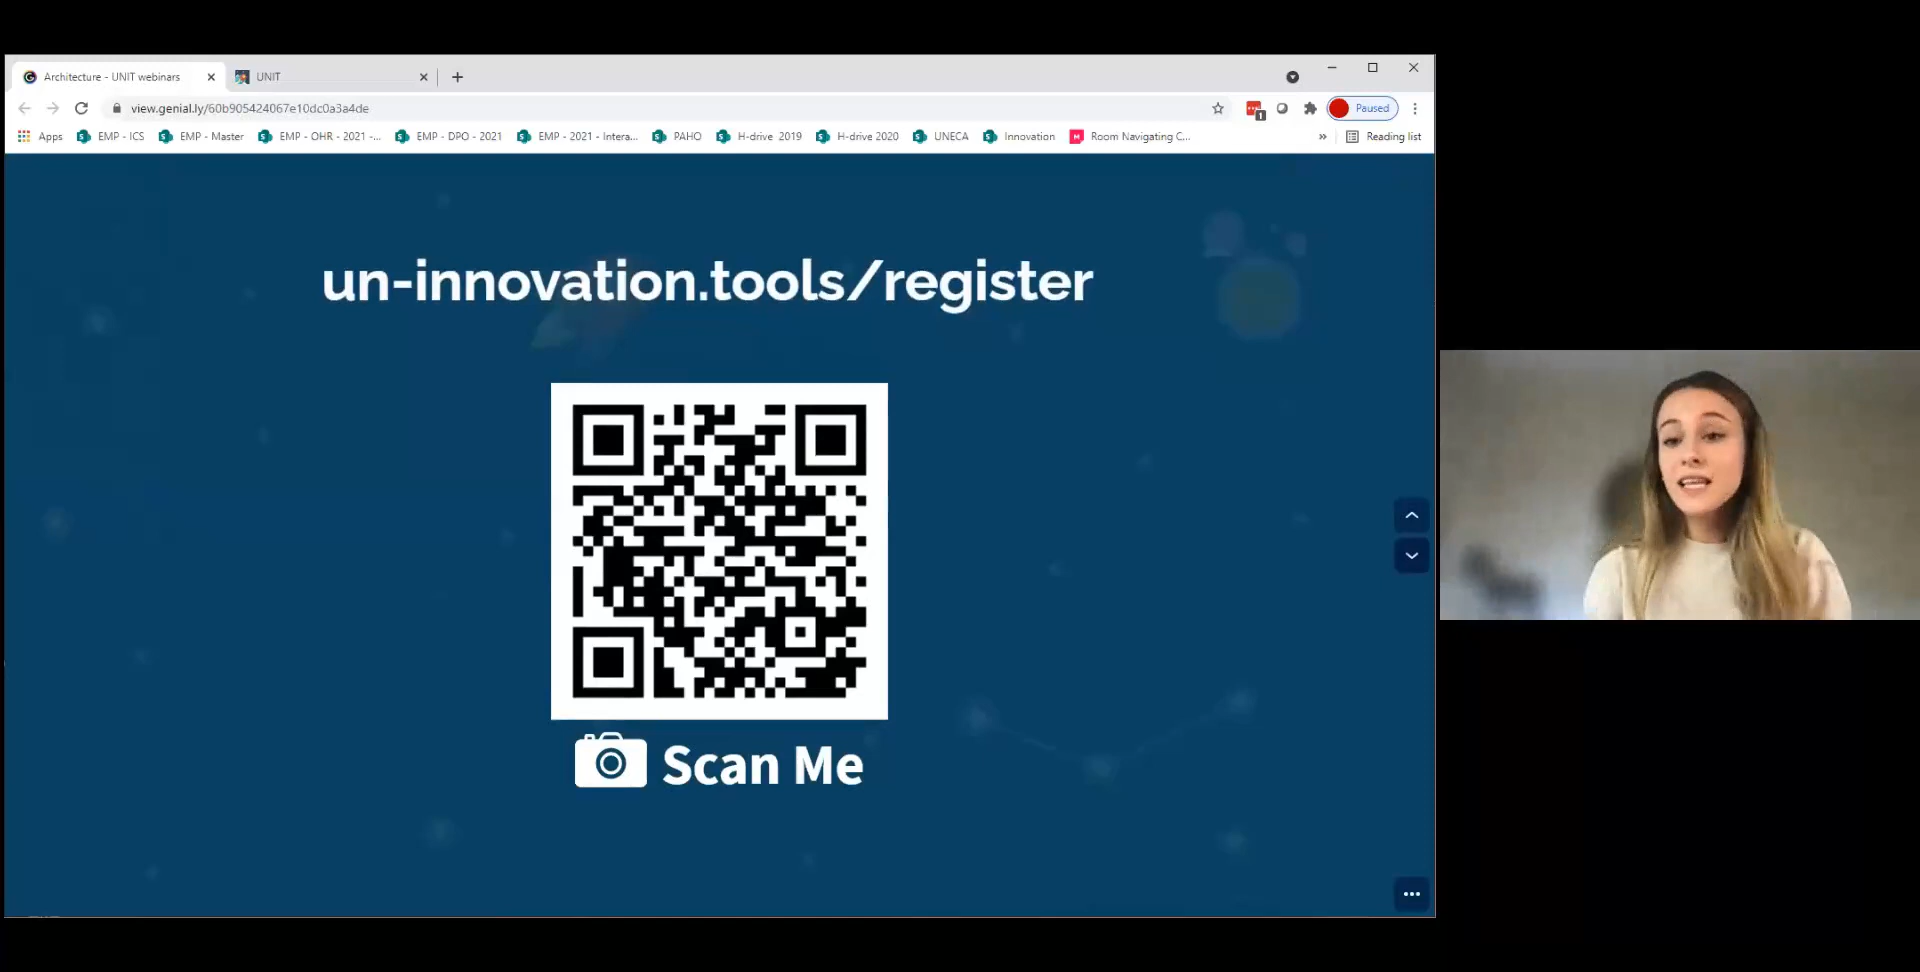 Architecture - UNIT webinars
UNIT
view.genial.ly/60b905424067e10dc0a3a4de
Paused
Apps
EMP - ICS
EMP - Master
EMP - OHR - 2021 -...
EMP - DPO - 2021
EMP - 2021 - Intera...
PAHO
H-drive 2019
H-drive 2020
UNECA
Innovation
Room Navigating C...
»
Reading list
un-innovation.tools/register
Scan Me